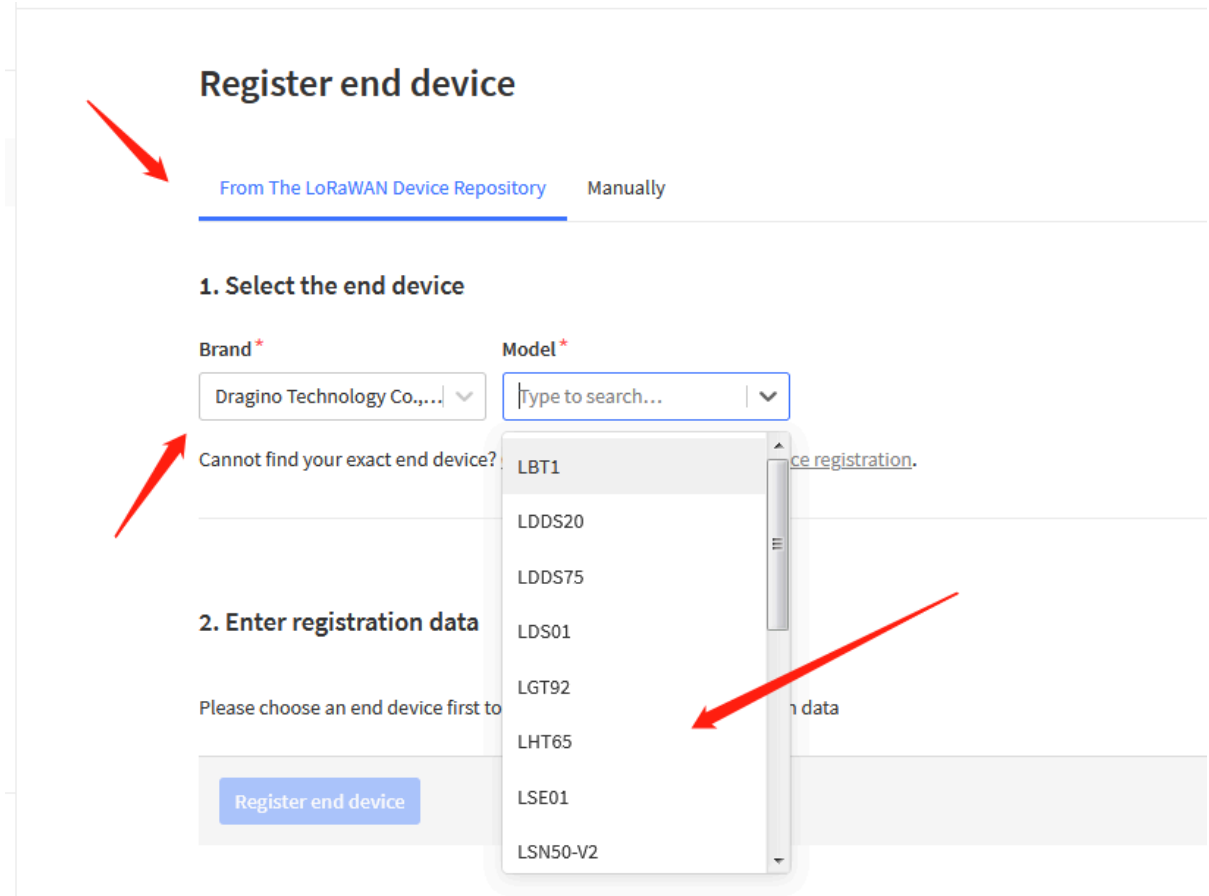 Register end device
From The LoRaWAN Device Repository Manually
1. Select the end device
Brand* Model*
Dragino Technology Co.,... Type to search...
Cannot find your exact end device? ce registration.
LBT1
LDDS20
LDDS75
LDS01
2. Enter registration data
LGT92
Please choose an end device first to n data
LHT65
LSE01
Register end device
LSN50-V2